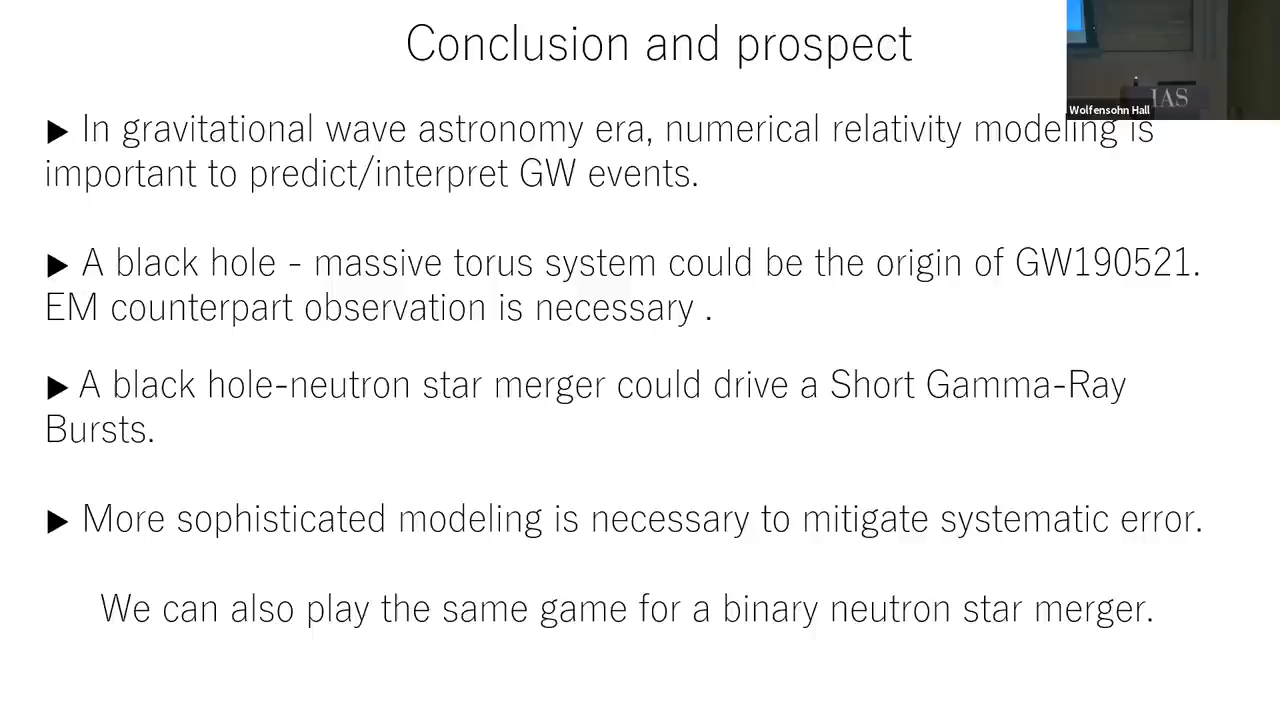 Conclusion and prospect
Wolfensohn Hall
IAS
▶ In gravitational wave astronomy era, numerical relativity modeling is
important to predict/interpret GW events.
▶ A black hole - massive torus system could be the origin of GW190521.
EM counterpart observation is necessary .
▶ A black hole-neutron star merger could drive a Short Gamma-Ray
Bursts.
▶ More sophisticated modeling is necessary to mitigate systematic error.
We can also play the same game for a binary neutron star merger.